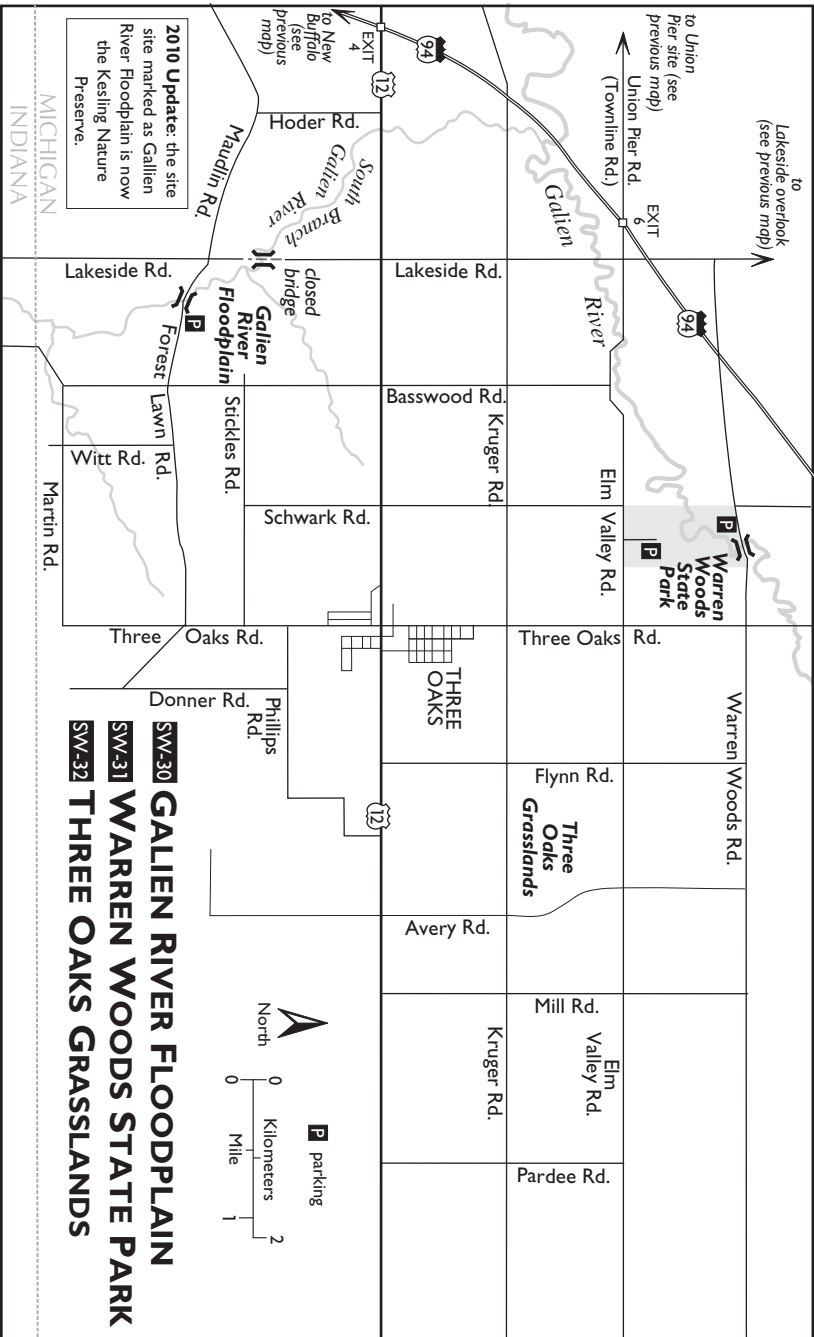 to
Lakeside overlook
(see previous map)
to Union
Pier site (see
previous map)
Union Pier Rd.
(Townline Rd.)
EXIT
6
94
94
EXIT
4
to New
Buffalo
(see
previous
map)
12
Hoder Rd.
Maudlin Rd.
South Branch
Galien River
Galien River
2010 Update: the site
site marked as Gallien
River Floodplain is now
the Kesling Nature
Preserve.
MICHIGAN
INDIANA
Lakeside Rd.
Lakeside Rd.
closed
bridge
Galien
River
Floodplain
P
Forest Lawn Rd.
Stickles Rd.
Basswood Rd.
Kruger Rd.
Witt Rd.
Martin Rd.
Schwark Rd.
Elm Valley Rd.
P
P
Warren
Woods
State
Park
Three Oaks Rd.
Three Oaks Rd.
THREE
OAKS
Donner Rd.
Phillips
Rd.
Warren Woods Rd.
Flynn Rd.
Three
Oaks
Grasslands
12
Avery Rd.
Mill Rd.
Elm
Valley Rd.
Kruger Rd.
Pardee Rd.
North
P parking
0 2
Kilometers
Mile
0 1
SW-30 GALIEN RIVER FLOODPLAIN
SW-31 WARREN WOODS STATE PARK
SW-32 THREE OAKS GRASSLANDS